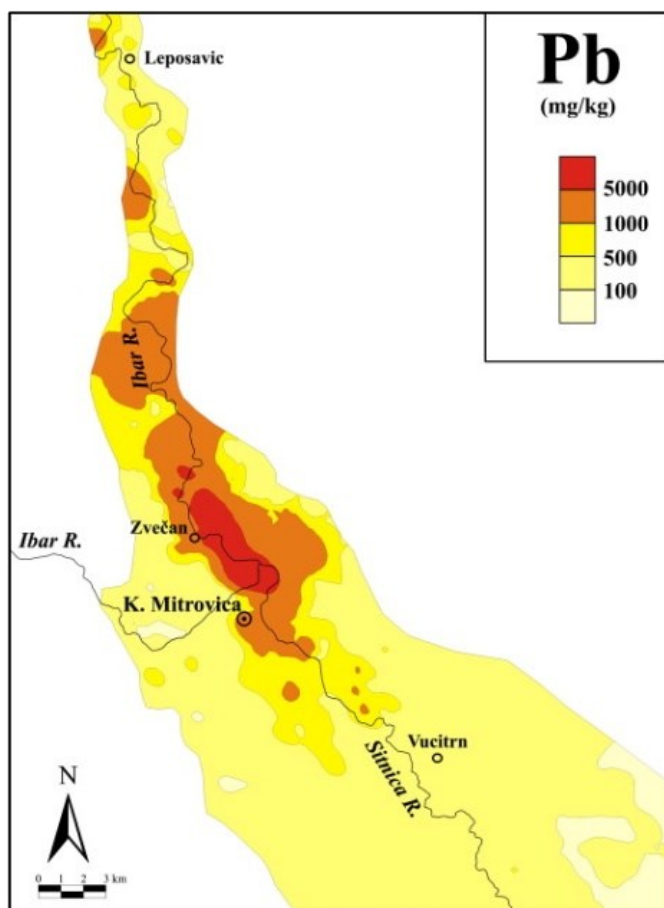 Leposavic
Pb
(mg/kg)
5000
1000
500
100
Ibar R.
Zvečan
Ibar R.
K. Mitrovica
Vucitrn
Sitnica R.
N
0 1 2 3 km